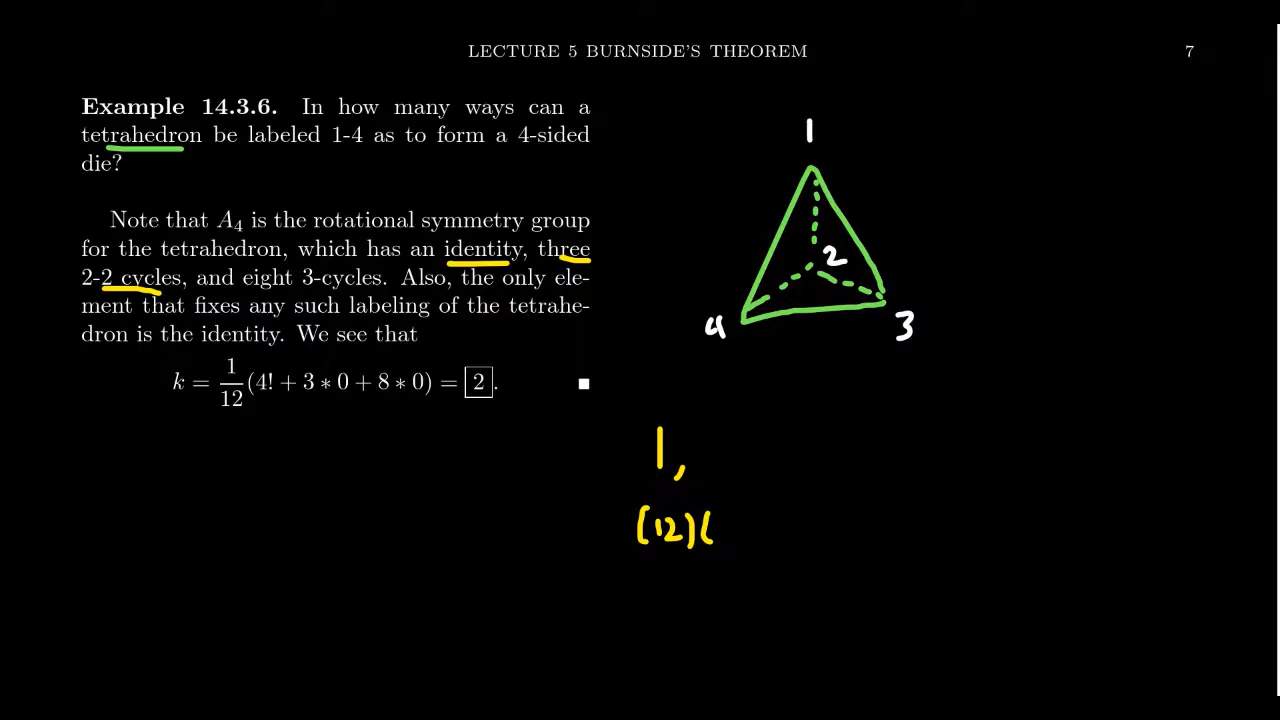 LECTURE 5 BURNSIDE'S THEOREM 7
Example 14.3.6. In how many ways can a
tetrahedron be labeled 1-4 as to form a 4-sided
die?
Note that A₄ is the rotational symmetry group
for the tetrahedron, which has an identity, three
2-2 cycles, and eight 3-cycles. Also, the only ele-
ment that fixes any such labeling of the tetrahe-
dron is the identity. We see that
k = 1/12 (4! + 3 ∗ 0 + 8 ∗ 0) = 2. ■
1
2
4 3
1,
(12)(